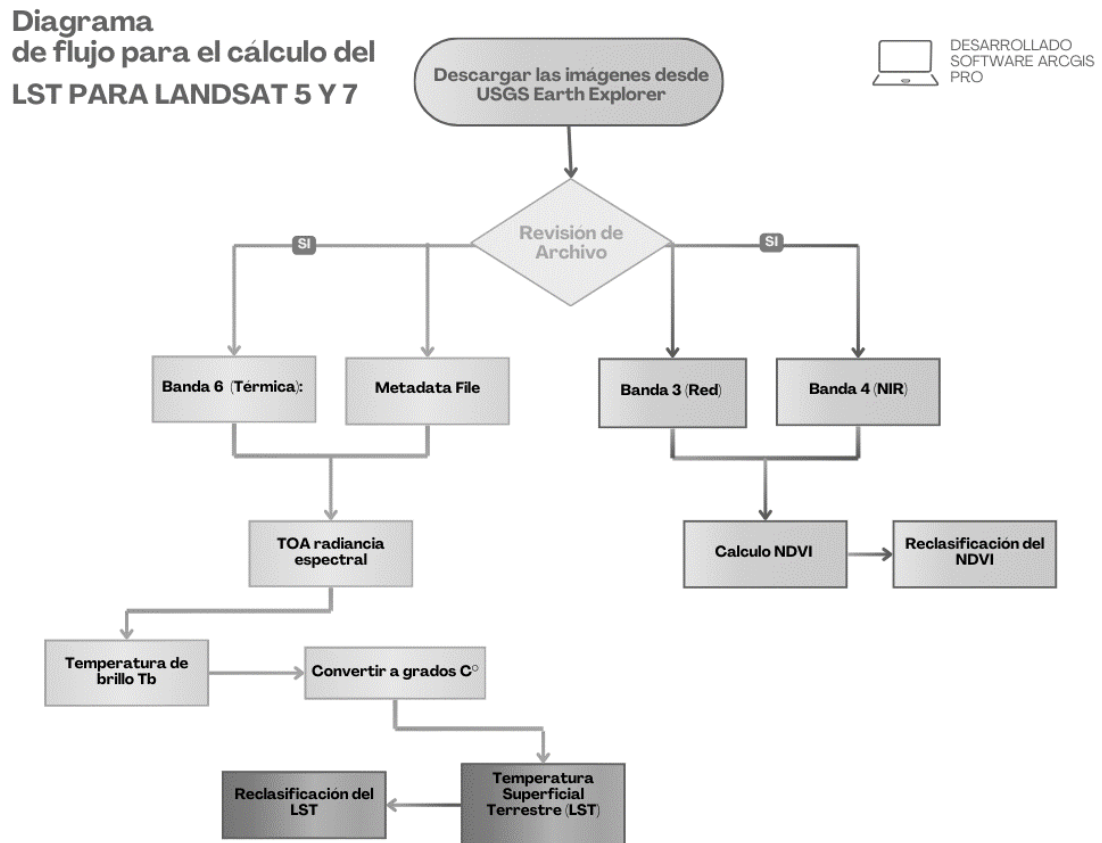 Diagrama
de flujo para el cálculo del
LST PARA LANDSAT 5 Y 7
Descargar las imágenes desde
USGS Earth Explorer
DESARROLLADO
SOFTWARE ARCGIS
PRO
Revisión de
Archivo
SI
SI
Banda 6 (Térmica):
Metadata File
Banda 3 (Red)
Banda 4 (NIR)
TOA radiancia
espectral
Calculo NDVI
Reclasificación del
NDVI
Temperatura de
brillo Tb
Convertir a grados C°
Reclasificación del
LST
Temperatura
Superficial
Terrestre (LST)